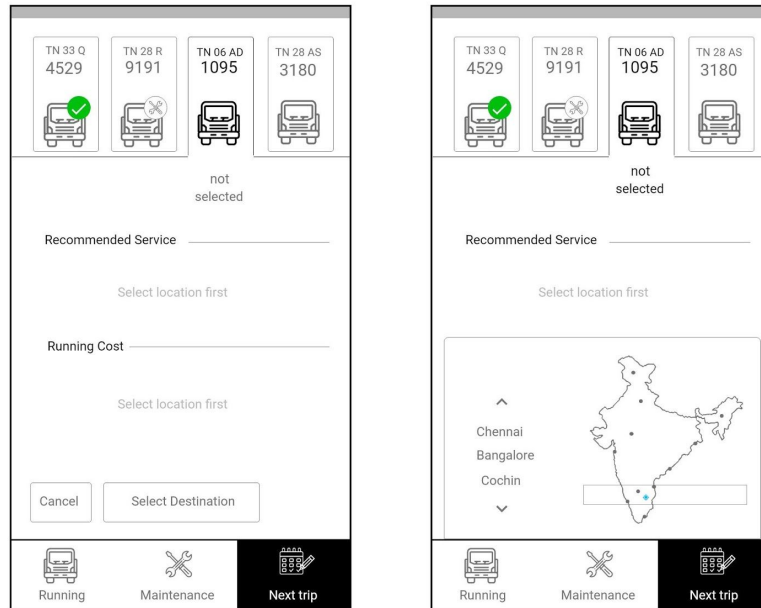 TN 33 Q
4529
TN 28 R
9191
TN 06 AD
1095
TN 28 AS
3180
not
selected
Recommended Service
Select location first
Running Cost
Select location first
Cancel
Select Destination
Running
Maintenance
Next trip
TN 33 Q
4529
TN 28 R
9191
TN 06 AD
1095
TN 28 AS
3180
not
selected
Recommended Service
Select location first
Chennai
Bangalore
Cochin
Running
Maintenance
Next trip